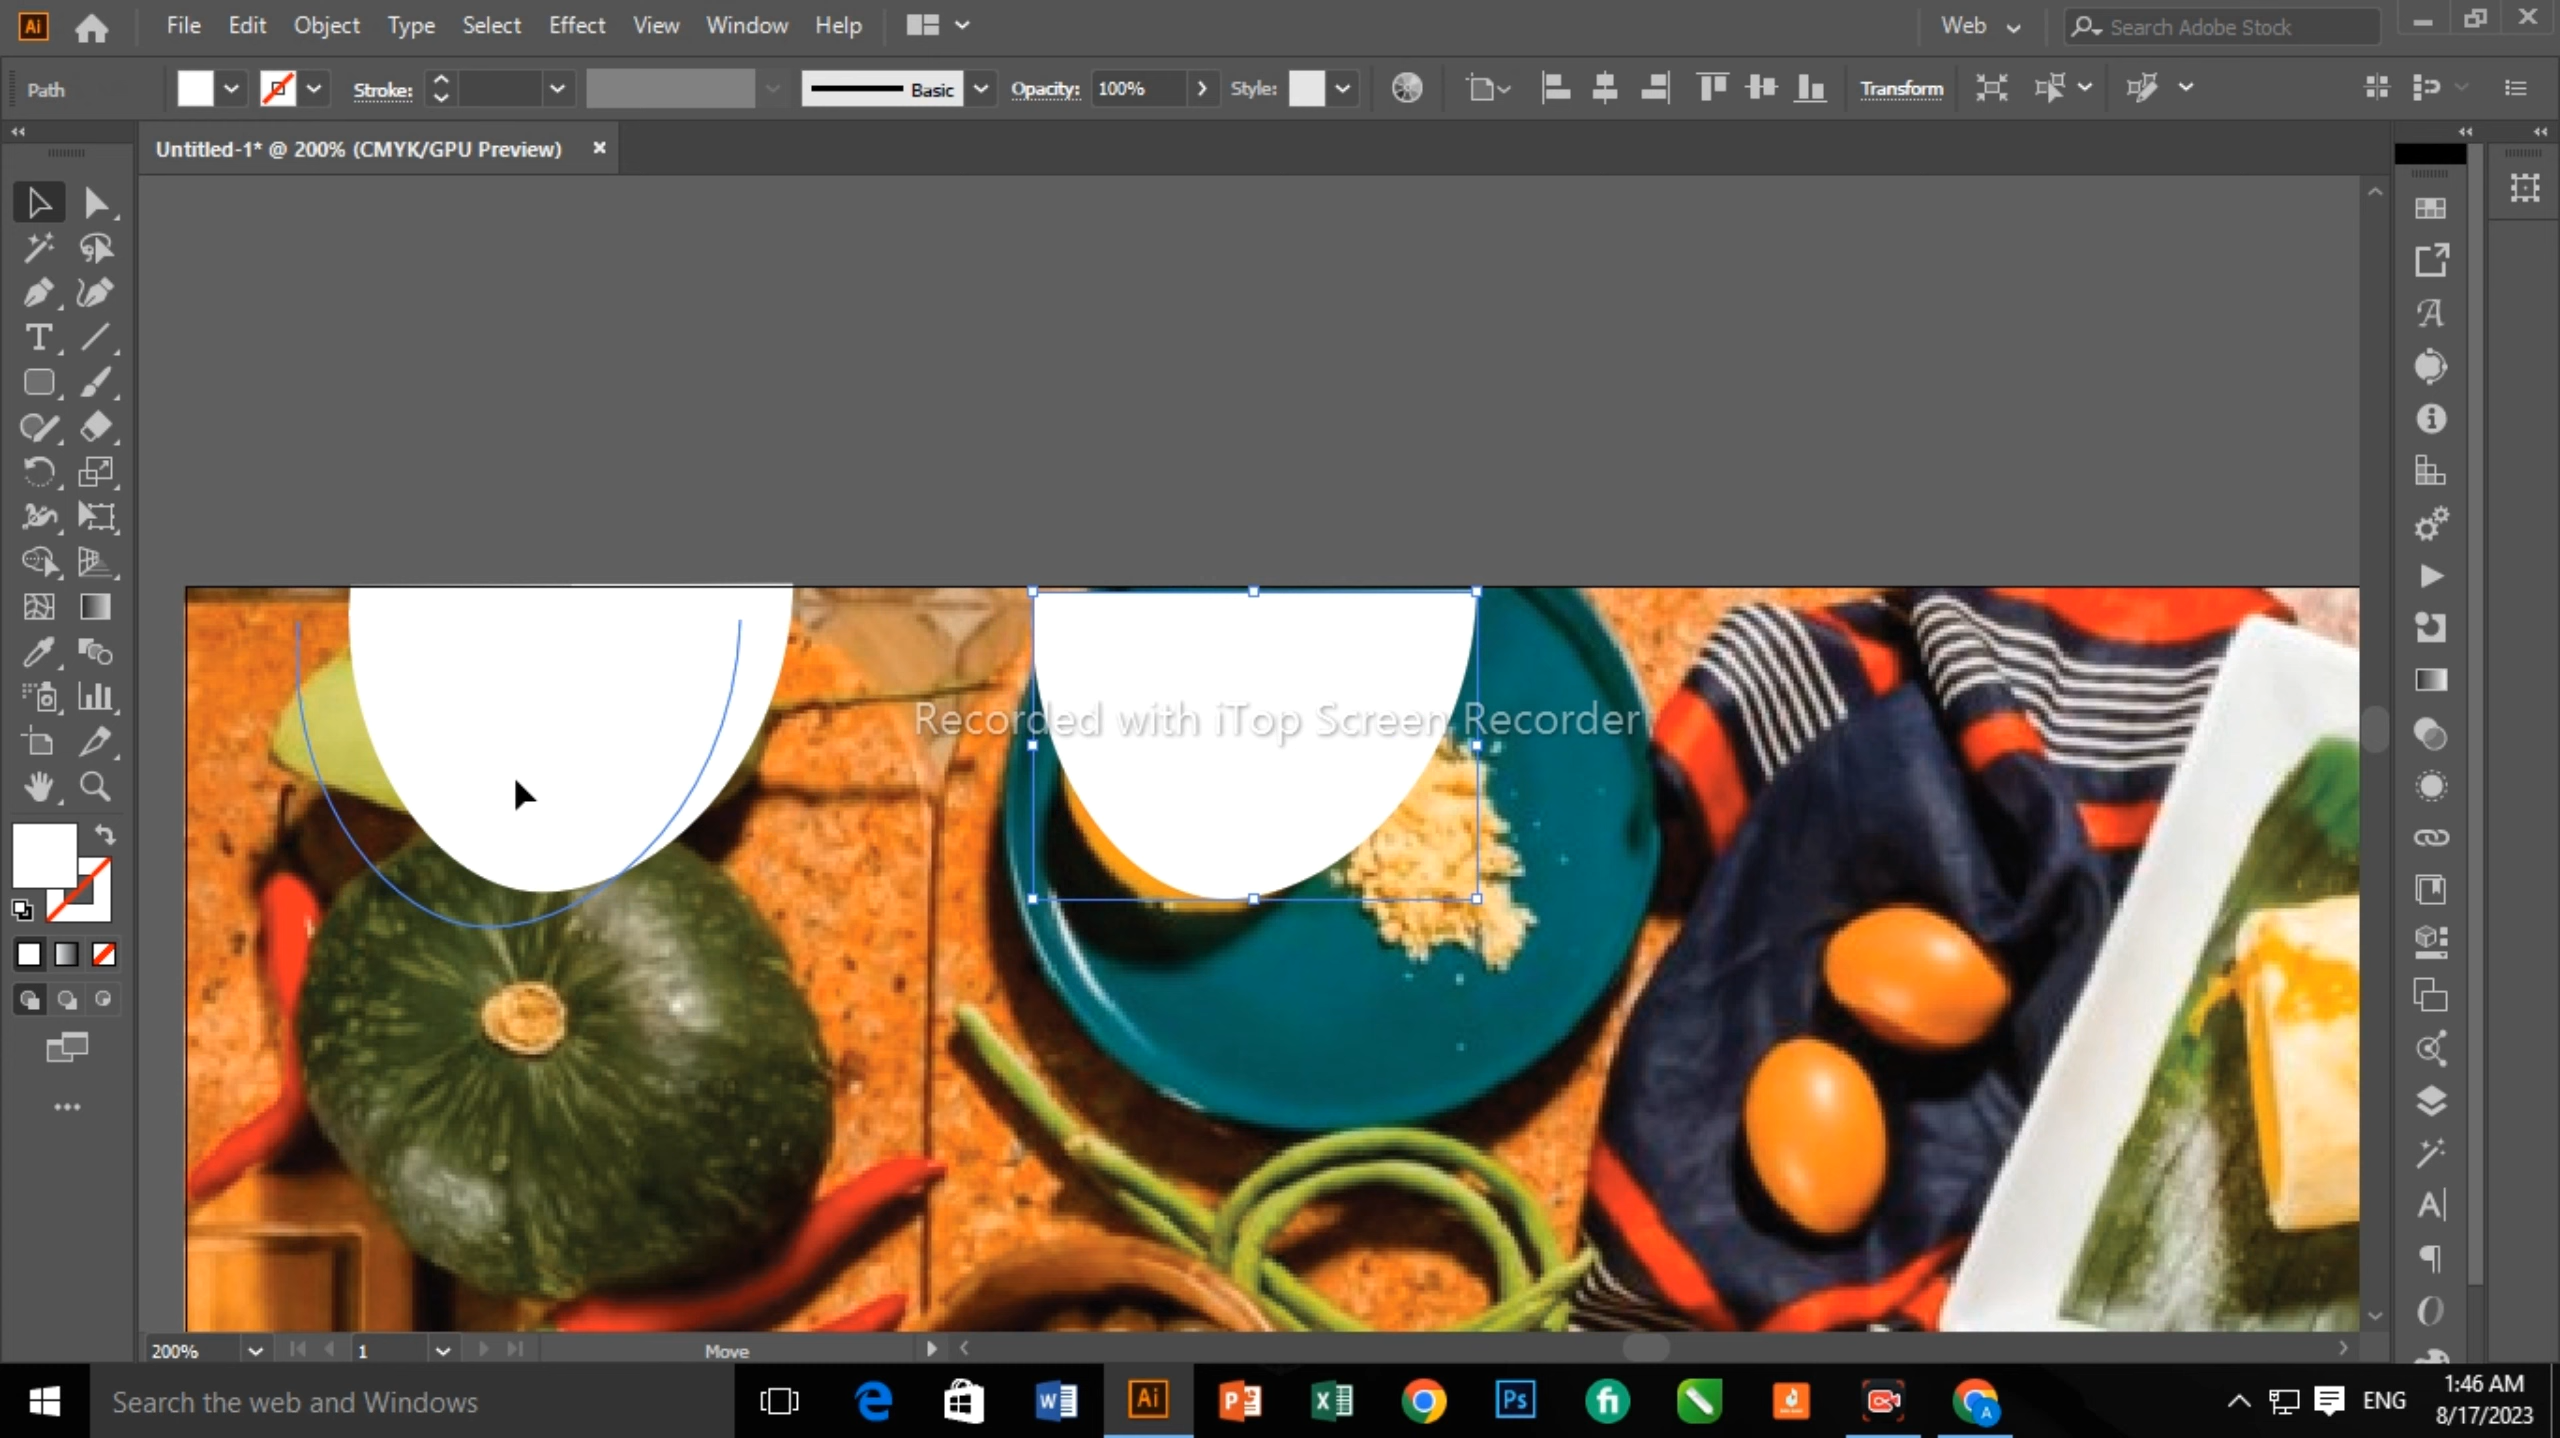 Ai File Edit Object Type Select Effect View Window Help Web Search Adobe Stock
Path Stroke: Basic Opacity: 100% Style: Transform
Untitled-1* @ 200% (CMYK/GPU Preview) ×
Recorded with iTop Screen Recorder
200% 1 Move
Search the web and Windows Ai Ps ENG 1:46 AM
8/17/2023